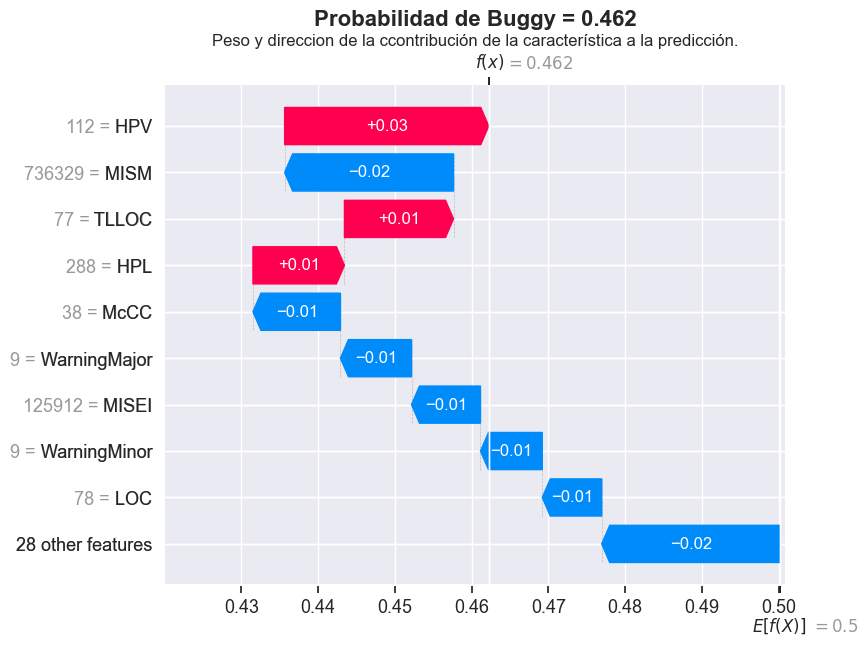 Probabilidad de Buggy = 0.462
Peso y direccion de la ccontribución de la característica a la predicción.
f(x) = 0.462
112 = HPV +0.03
736329 = MISM −0.02
77 = TLLOC +0.01
288 = HPL +0.01
38 = McCC −0.01
9 = WarningMajor −0.01
125912 = MISEI −0.01
9 = WarningMinor −0.01
78 = LOC −0.01
28 other features −0.02
0.43 0.44 0.45 0.46 0.47 0.48 0.49 0.50
E[f(X)] = 0.5